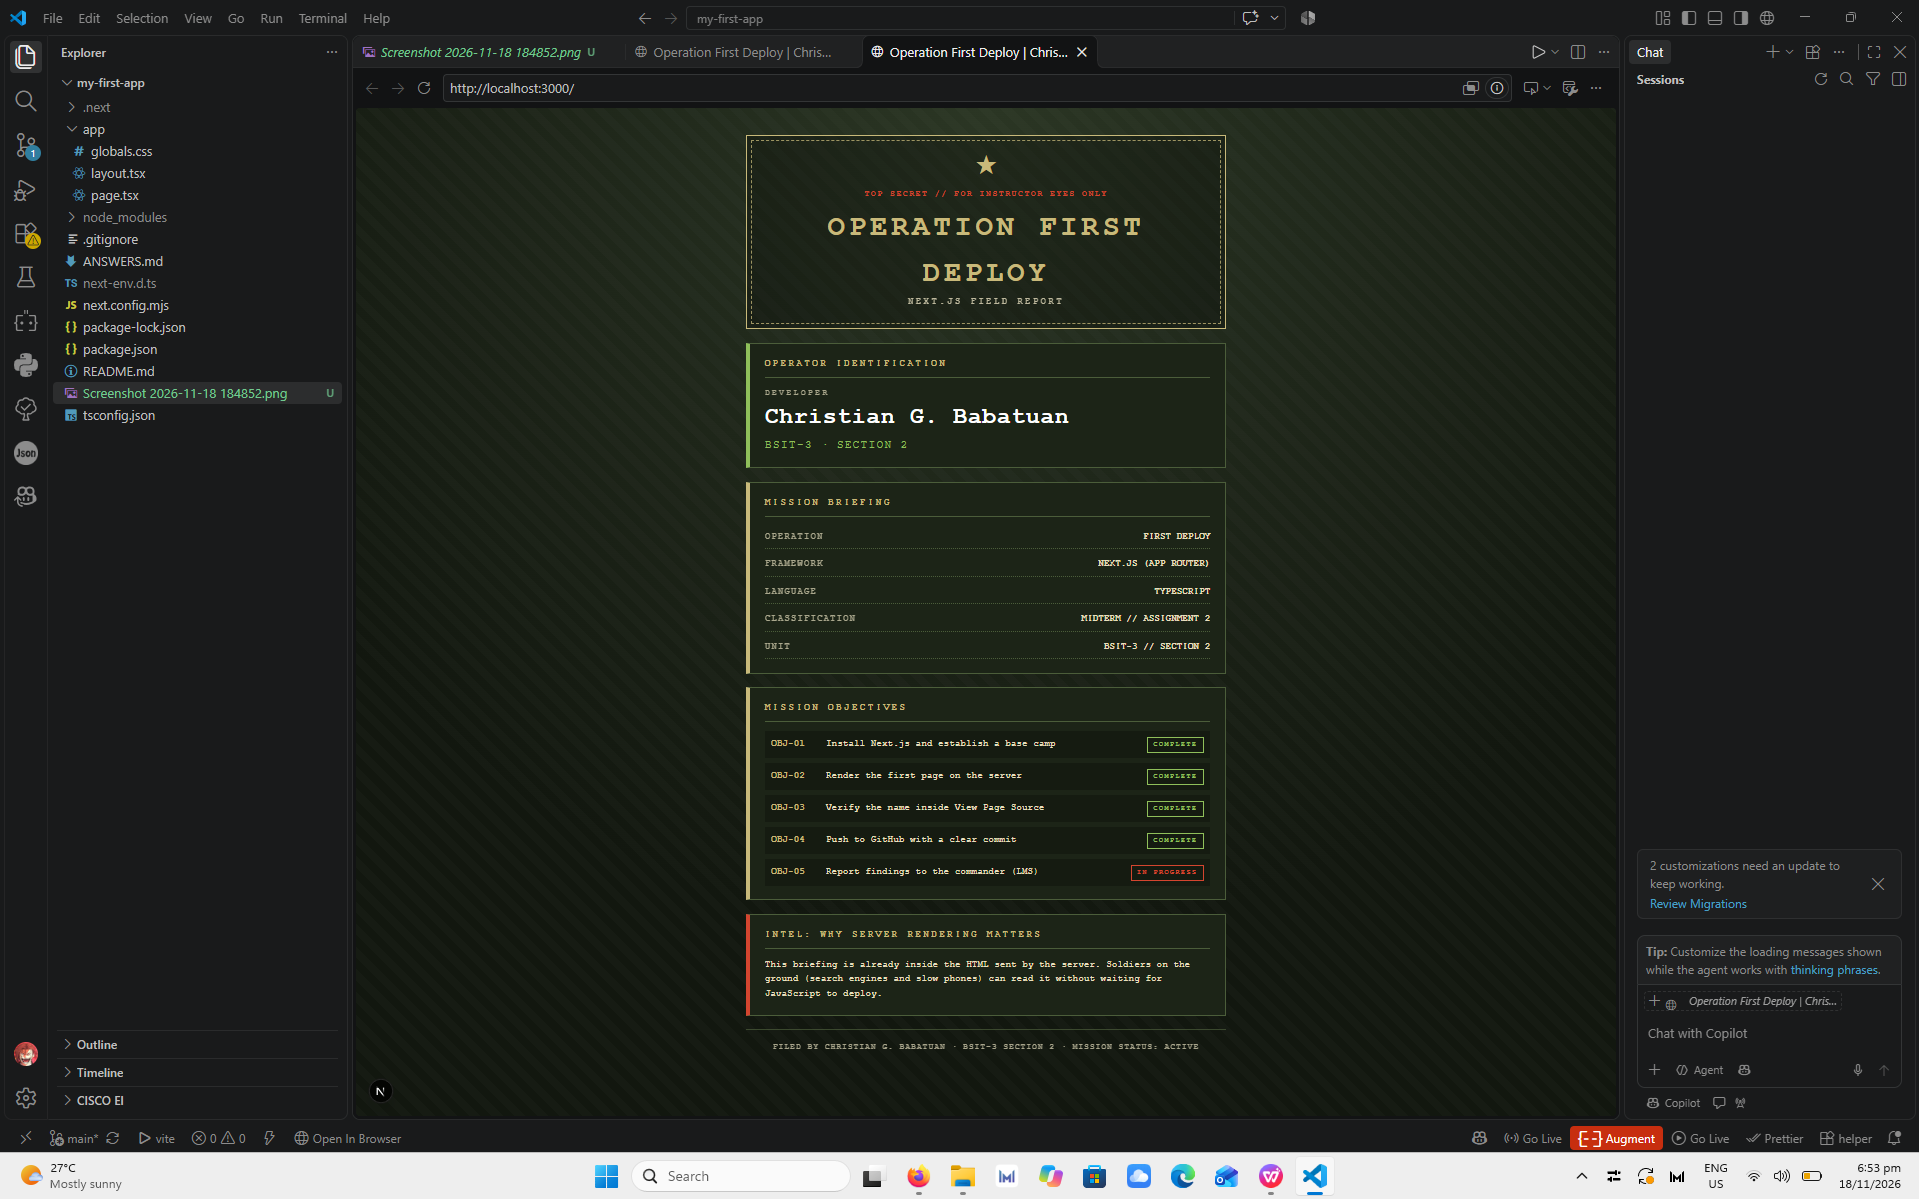 File Edit Selection View Go Run Terminal Help
my-first-app
Explorer
my-first-app
.next
app
globals.css
layout.tsx
page.tsx
node_modules
.gitignore
ANSWERS.md
next-env.d.ts
next.config.mjs
package-lock.json
package.json
README.md
Screenshot 2026-11-18 184852.png U
tsconfig.json
Outline
Timeline
CISCO EI
Screenshot 2026-11-18 184852.png U
Operation First Deploy | Chris...
Operation First Deploy | Chris...
http://localhost:3000/
TOP SECRET // FOR INSTRUCTOR EYES ONLY
OPERATION FIRST
DEPLOY
NEXT.JS FIELD REPORT
OPERATOR IDENTIFICATION
DEVELOPER
Christian G. Babatuan
BSIT-3 · SECTION 2
MISSION BRIEFING
OPERATION FIRST DEPLOY
FRAMEWORK NEXT.JS (APP ROUTER)
LANGUAGE TYPESCRIPT
CLASSIFICATION MIDTERM // ASSIGNMENT 2
UNIT BSIT-3 // SECTION 2
MISSION OBJECTIVES
OBJ-01 Install Next.js and establish a base camp COMPLETE
OBJ-02 Render the first page on the server COMPLETE
OBJ-03 Verify the name inside View Page Source COMPLETE
OBJ-04 Push to GitHub with a clear commit COMPLETE
OBJ-05 Report findings to the commander (LMS) IN PROGRESS
INTEL: WHY SERVER RENDERING MATTERS
This briefing is already inside the HTML sent by the server. Soldiers on the
ground (search engines and slow phones) can read it without waiting for
JavaScript to deploy.
FILED BY CHRISTIAN G. BABATUAN · BSIT-3 SECTION 2 · MISSION STATUS: ACTIVE
N
Chat
Sessions
2 customizations need an update to
keep working.
Review Migrations
Tip: Customize the loading messages shown
while the agent works with thinking phrases.
Operation First Deploy | Chris...
Chat with Copilot
Agent
Copilot
main* vite 0 0 Open In Browser
Go Live Augment Go Live Prettier helper
27°C
Mostly sunny
Search
ENG
US
6:53 pm
18/11/2026
1
TS
JS
Json